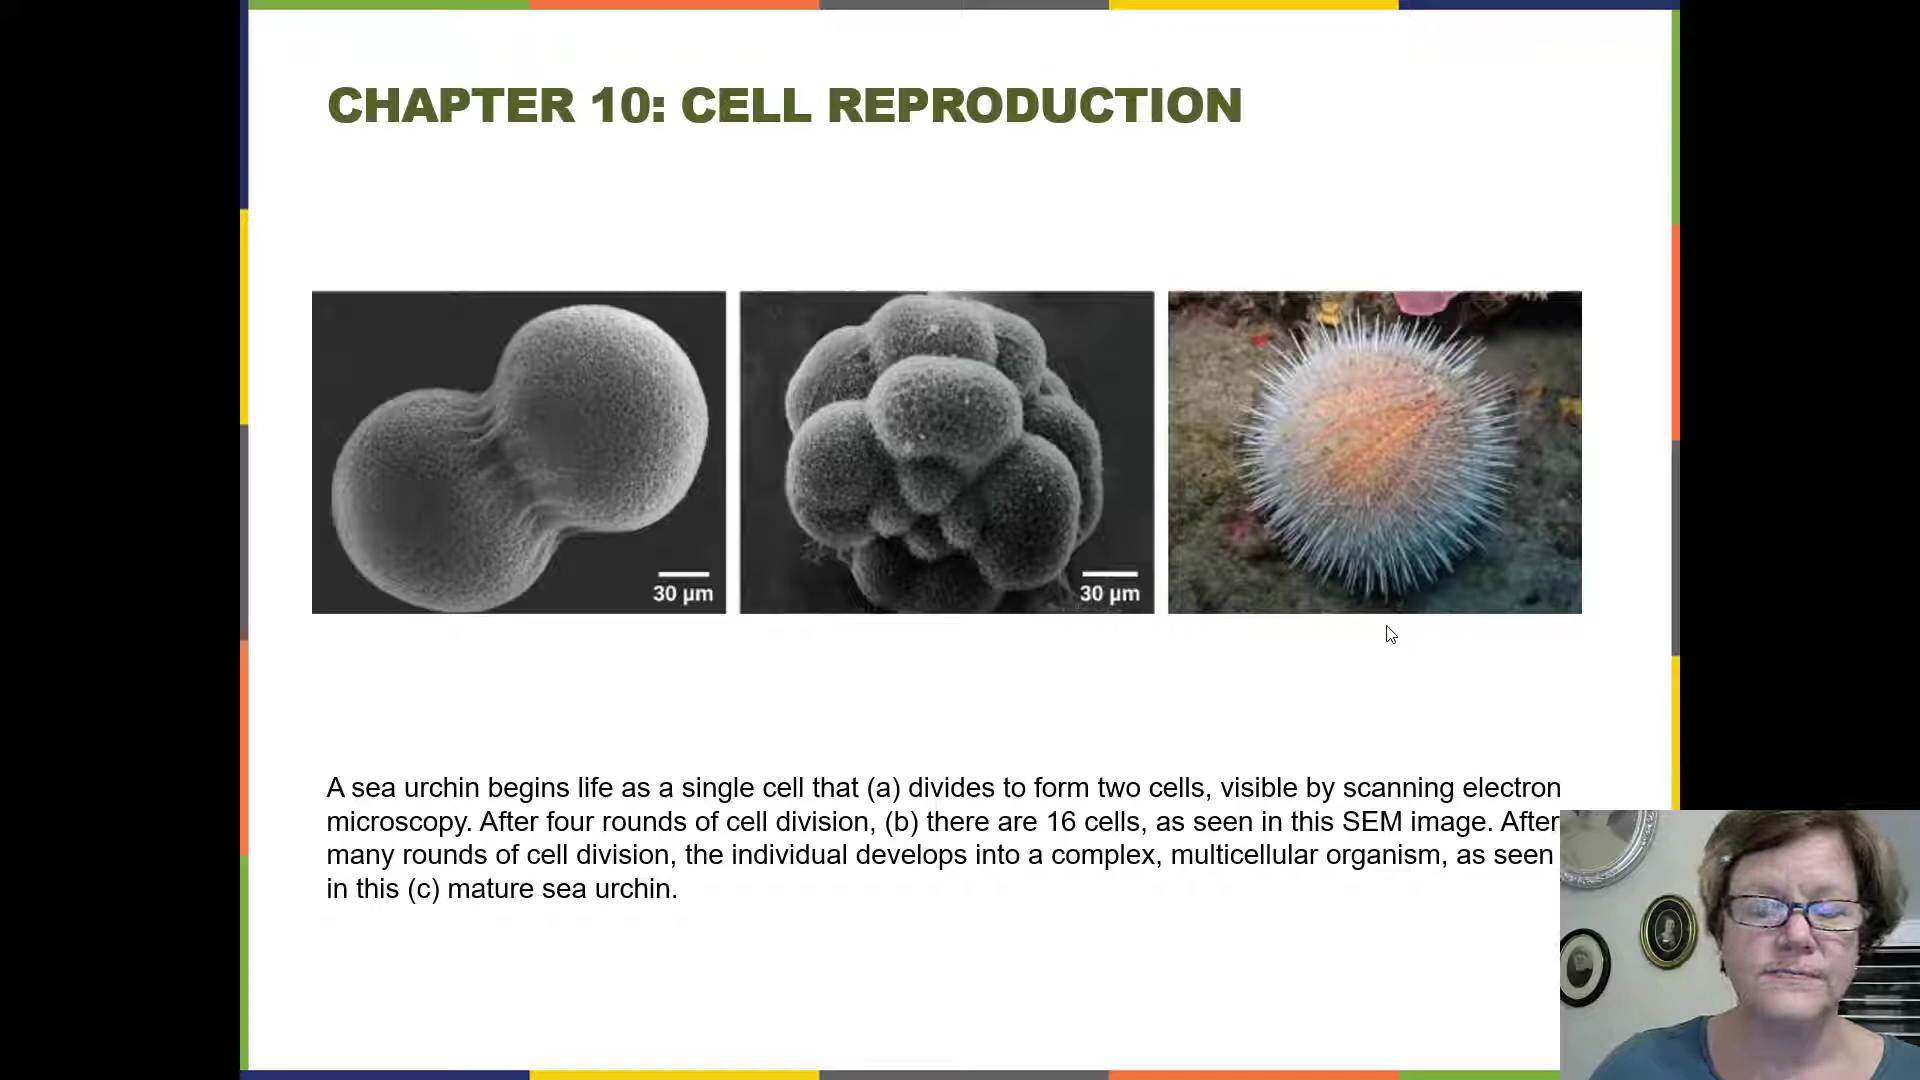 CHAPTER 10: CELL REPRODUCTION
30 µm
30 µm
A sea urchin begins life as a single cell that (a) divides to form two cells, visible by scanning electron
microscopy. After four rounds of cell division, (b) there are 16 cells, as seen in this SEM image. After
many rounds of cell division, the individual develops into a complex, multicellular organism, as seen
in this (c) mature sea urchin.